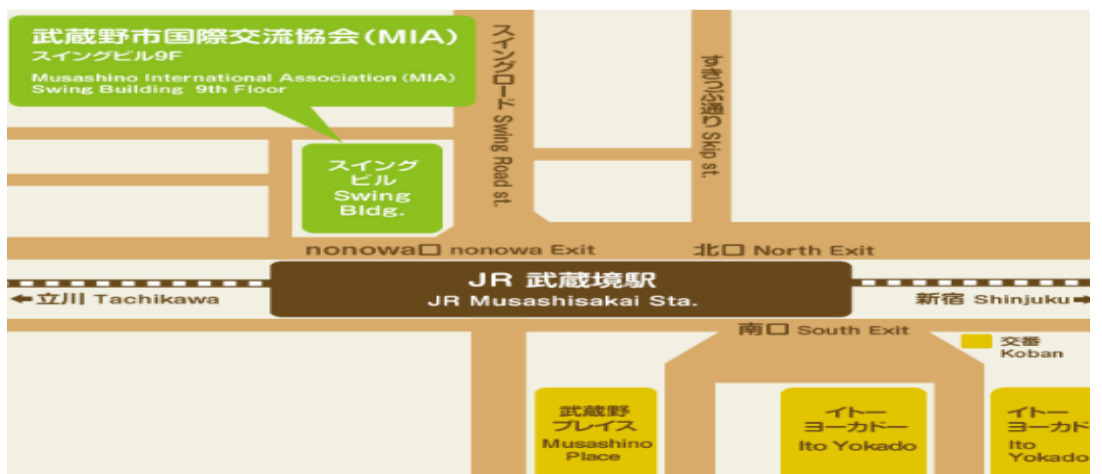 武蔵野市国際交流協会(MIA)
スイングビル9F
Musashino International Association (MIA)
Swing Building 9th Floor
スイングロード Swing Road st.
すきっぷ通り Skip st.
スイング
ビル
Swing
Bldg.
nonowa口 nonowa Exit
北口 North Exit
JR 武蔵境駅
JR Musashisakai Sta.
←立川 Tachikawa
新宿 Shinjuku→
南口 South Exit
交番
Koban
武蔵野
プレイス
Musashino
Place
イトー
ヨーカドー
Ito Yokado
イトー
ヨーカド
Ito
Yokado